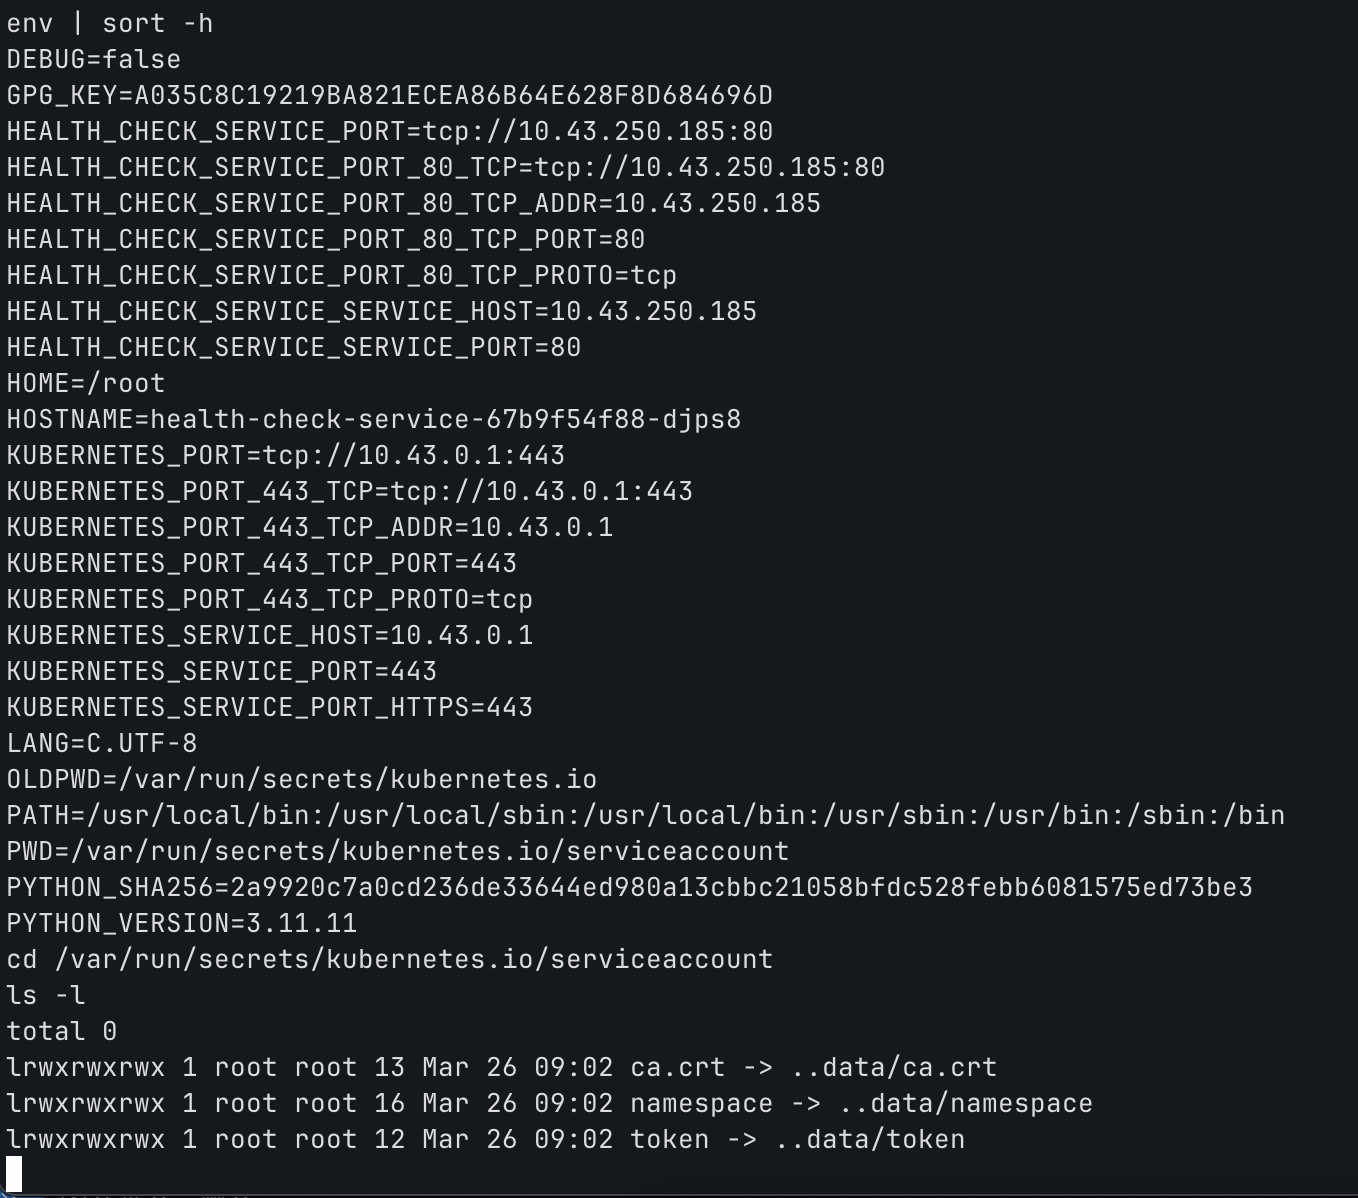 env | sort -h
DEBUG=false
GPG_KEY=A035C8C19219BA821ECEA86B64E628F8D684696D
HEALTH_CHECK_SERVICE_PORT=tcp://10.43.250.185:80
HEALTH_CHECK_SERVICE_PORT_80_TCP=tcp://10.43.250.185:80
HEALTH_CHECK_SERVICE_PORT_80_TCP_ADDR=10.43.250.185
HEALTH_CHECK_SERVICE_PORT_80_TCP_PORT=80
HEALTH_CHECK_SERVICE_PORT_80_TCP_PROTO=tcp
HEALTH_CHECK_SERVICE_SERVICE_HOST=10.43.250.185
HEALTH_CHECK_SERVICE_SERVICE_PORT=80
HOME=/root
HOSTNAME=health-check-service-67b9f54f88-djps8
KUBERNETES_PORT=tcp://10.43.0.1:443
KUBERNETES_PORT_443_TCP=tcp://10.43.0.1:443
KUBERNETES_PORT_443_TCP_ADDR=10.43.0.1
KUBERNETES_PORT_443_TCP_PORT=443
KUBERNETES_PORT_443_TCP_PROTO=tcp
KUBERNETES_SERVICE_HOST=10.43.0.1
KUBERNETES_SERVICE_PORT=443
KUBERNETES_SERVICE_PORT_HTTPS=443
LANG=C.UTF-8
OLDPWD=/var/run/secrets/kubernetes.io
PATH=/usr/local/bin:/usr/local/sbin:/usr/local/bin:/usr/sbin:/usr/bin:/sbin:/bin
PWD=/var/run/secrets/kubernetes.io/serviceaccount
PYTHON_SHA256=2a9920c7a0cd236de33644ed980a13cbbc21058bfdc528febb6081575ed73be3
PYTHON_VERSION=3.11.11
cd /var/run/secrets/kubernetes.io/serviceaccount
ls -l
total 0
lrwxrwxrwx 1 root root 13 Mar 26 09:02 ca.crt -> ..data/ca.crt
lrwxrwxrwx 1 root root 16 Mar 26 09:02 namespace -> ..data/namespace
lrwxrwxrwx 1 root root 12 Mar 26 09:02 token -> ..data/token